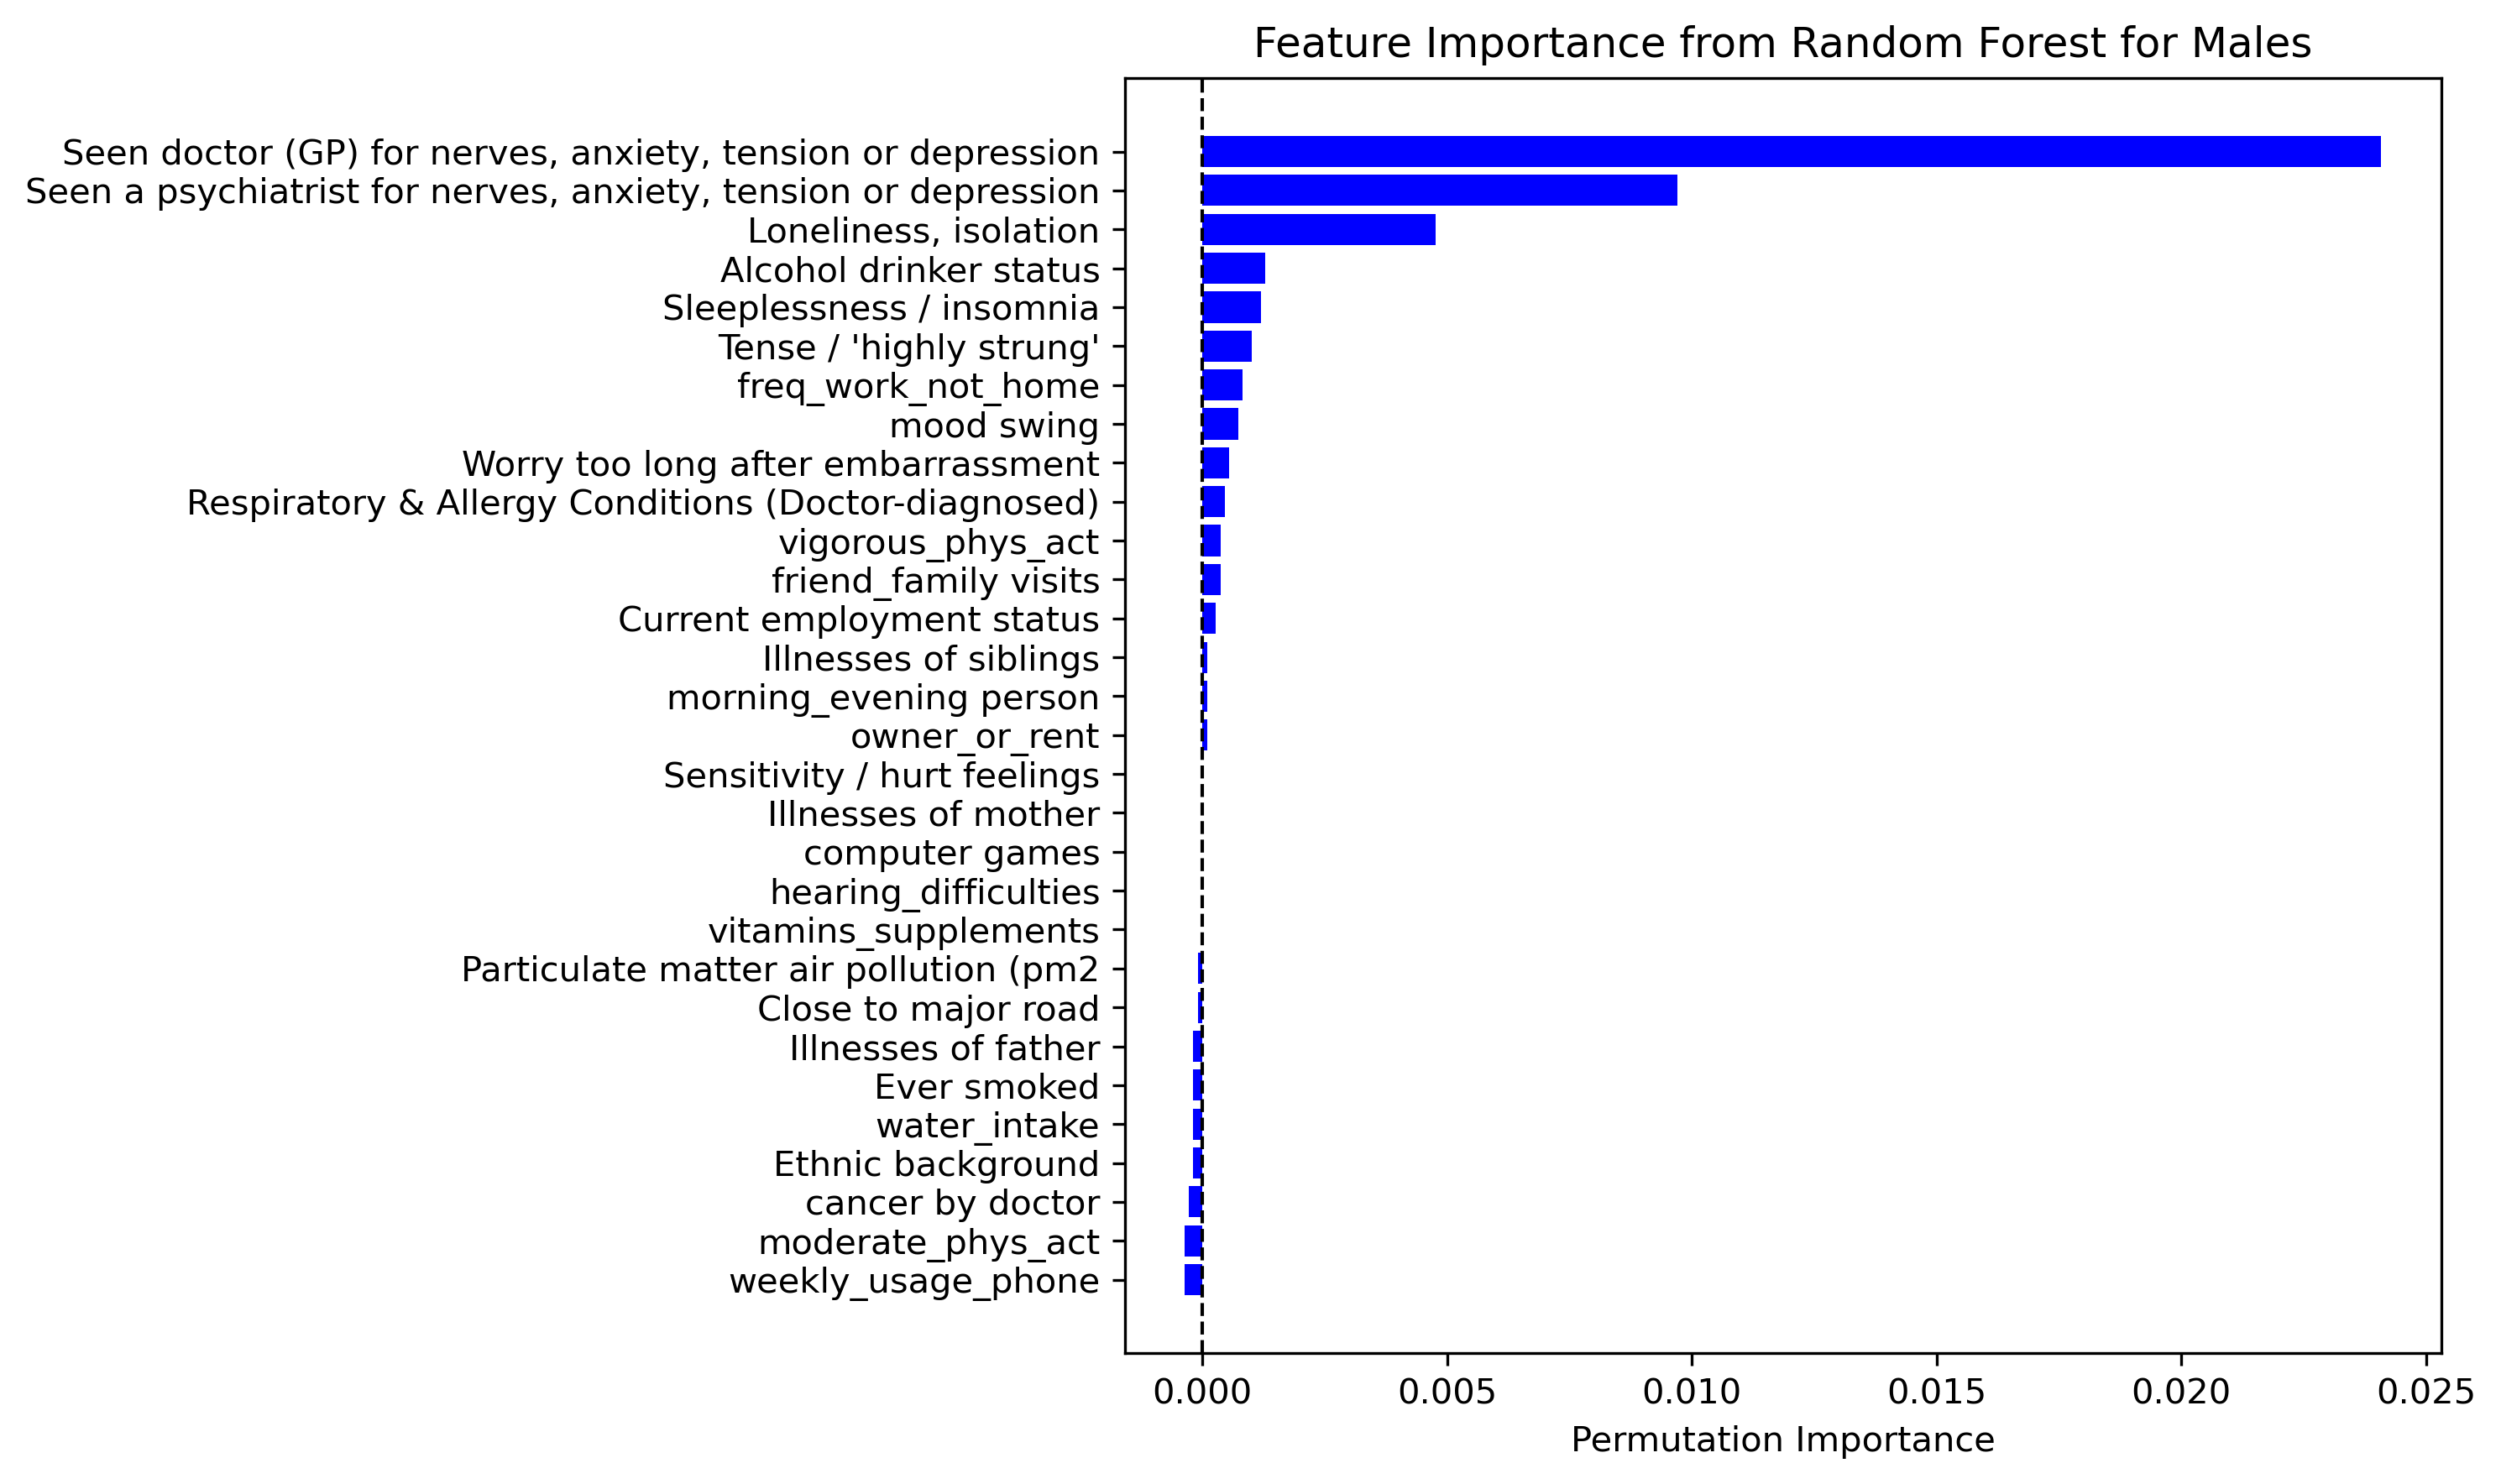 Feature Importance from Random Forest for Males
Seen doctor (GP) for nerves, anxiety, tension or depression
Seen a psychiatrist for nerves, anxiety, tension or depression
Loneliness, isolation
Alcohol drinker status
Sleeplessness / insomnia
Tense / 'highly strung'
freq_work_not_home
mood swing
Worry too long after embarrassment
Respiratory & Allergy Conditions (Doctor-diagnosed)
vigorous_phys_act
friend_family visits
Current employment status
Illnesses of siblings
morning_evening person
owner_or_rent
Sensitivity / hurt feelings
Illnesses of mother
computer games
hearing_difficulties
vitamins_supplements
Particulate matter air pollution (pm2
Close to major road
Illnesses of father
Ever smoked
water_intake
Ethnic background
cancer by doctor
moderate_phys_act
weekly_usage_phone
0.000 0.005 0.010 0.015 0.020 0.025
Permutation Importance